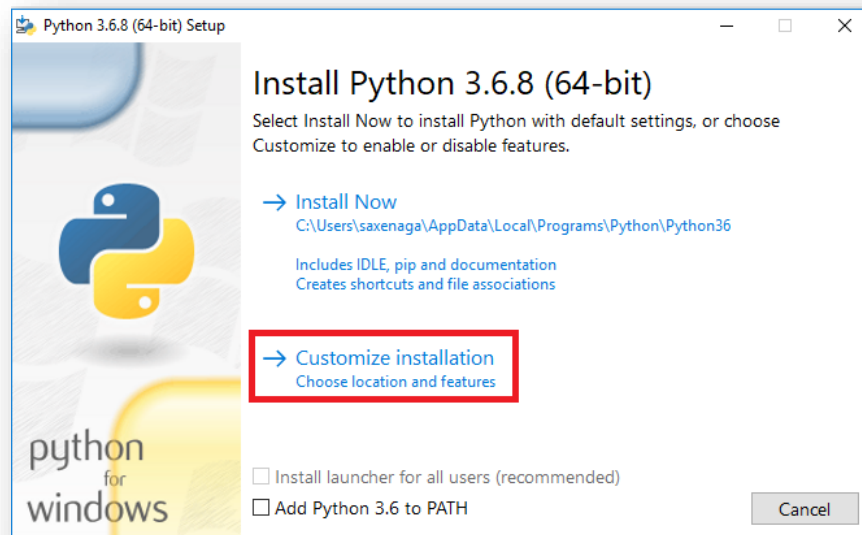 Python 3.6.8 (64-bit) Setup
Install Python 3.6.8 (64-bit)
Select Install Now to install Python with default settings, or choose
Customize to enable or disable features.
Install Now
C:\Users\saxenaga\AppData\Local\Programs\Python\Python36
Includes IDLE, pip and documentation
Creates shortcuts and file associations
Customize installation
Choose location and features
python
for
windows
Install launcher for all users (recommended)
Add Python 3.6 to PATH
Cancel